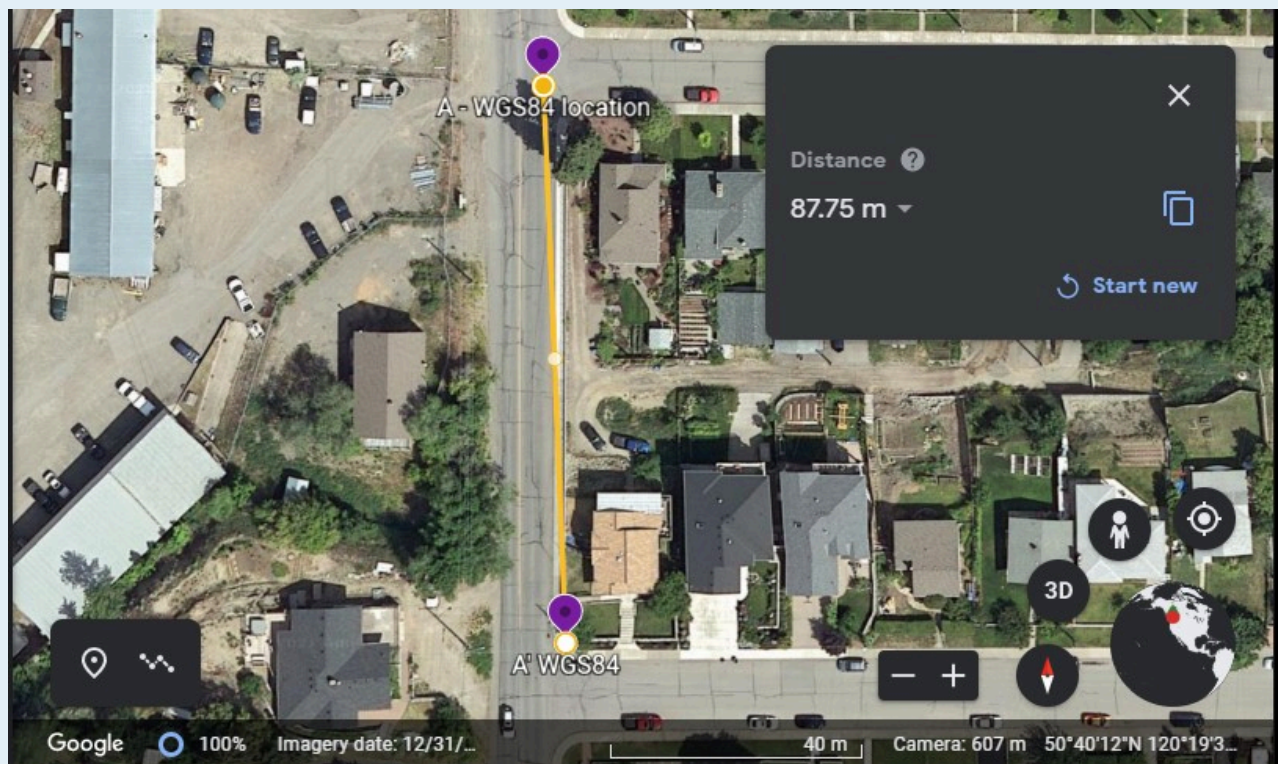 A - WGS84 location
Distance ?
87.75 m
Start new
3D
A' WGS84
Google 100% Imagery date: 12/31/... 40 m Camera: 607 m 50°40'12"N 120°19'3...